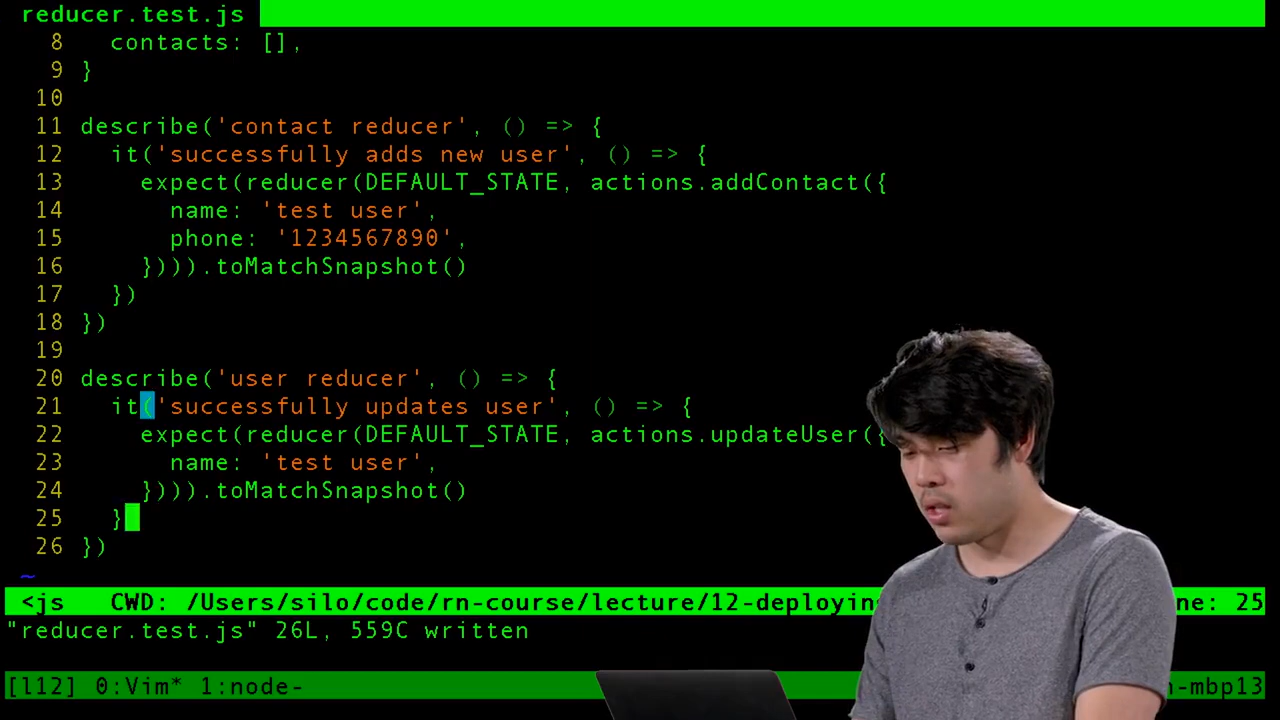 reducer.test.js
8 contacts: [],
9 }
10
11 describe('contact reducer', () => {
12 it('successfully adds new user', () => {
13 expect(reducer(DEFAULT_STATE, actions.addContact({
14 name: 'test user',
15 phone: '1234567890',
16 }))).toMatchSnapshot()
17 })
18 })
19
20 describe('user reducer', () => {
21 it('successfully updates user', () => {
22 expect(reducer(DEFAULT_STATE, actions.updateUser({
23 name: 'test user',
24 }))).toMatchSnapshot()
25 })
26 })
~
<js CWD: /Users/silo/code/rn-course/lecture/12-deploying ne: 25
"reducer.test.js" 26L, 559C written
[l12] 0:Vim* 1:node- -mbp13